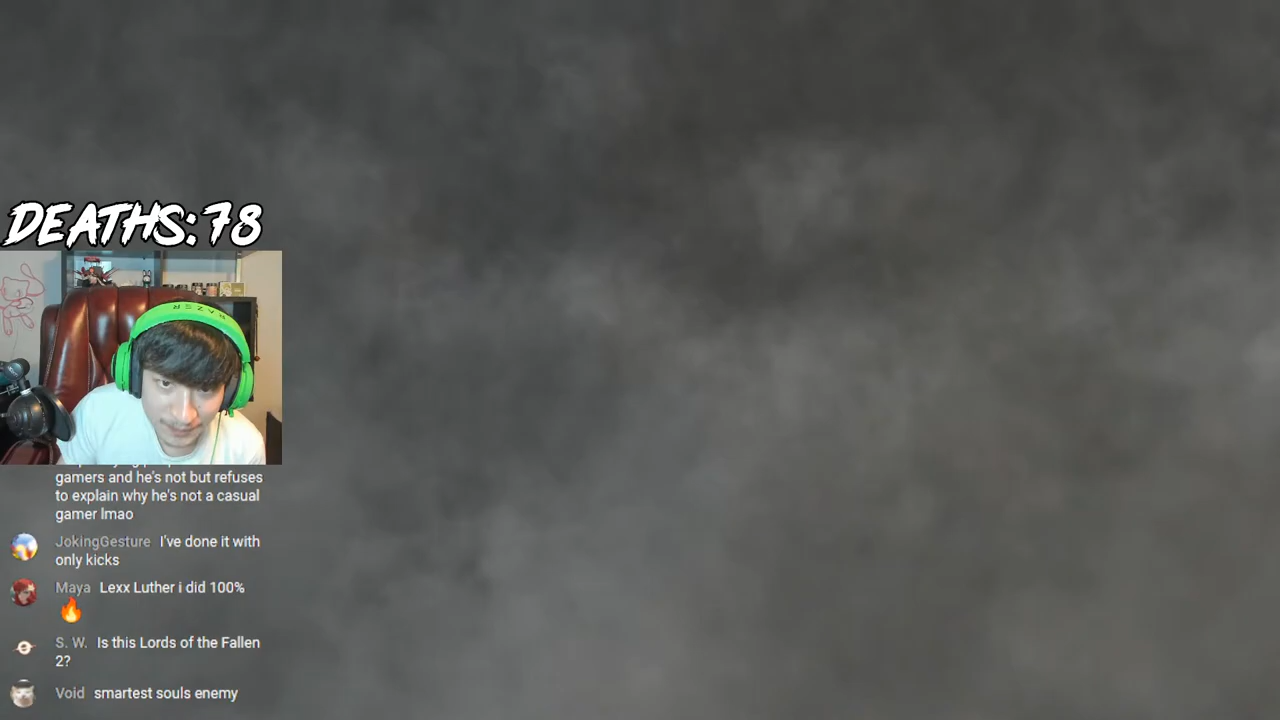 DEATHS:78
RAZER
gamers and he's not but refuses
to explain why he's not a casual
gamer lmao
JokingGesture I've done it with
only kicks
Maya Lexx Luther i did 100%
S. W. Is this Lords of the Fallen
2?
Void smartest souls enemy